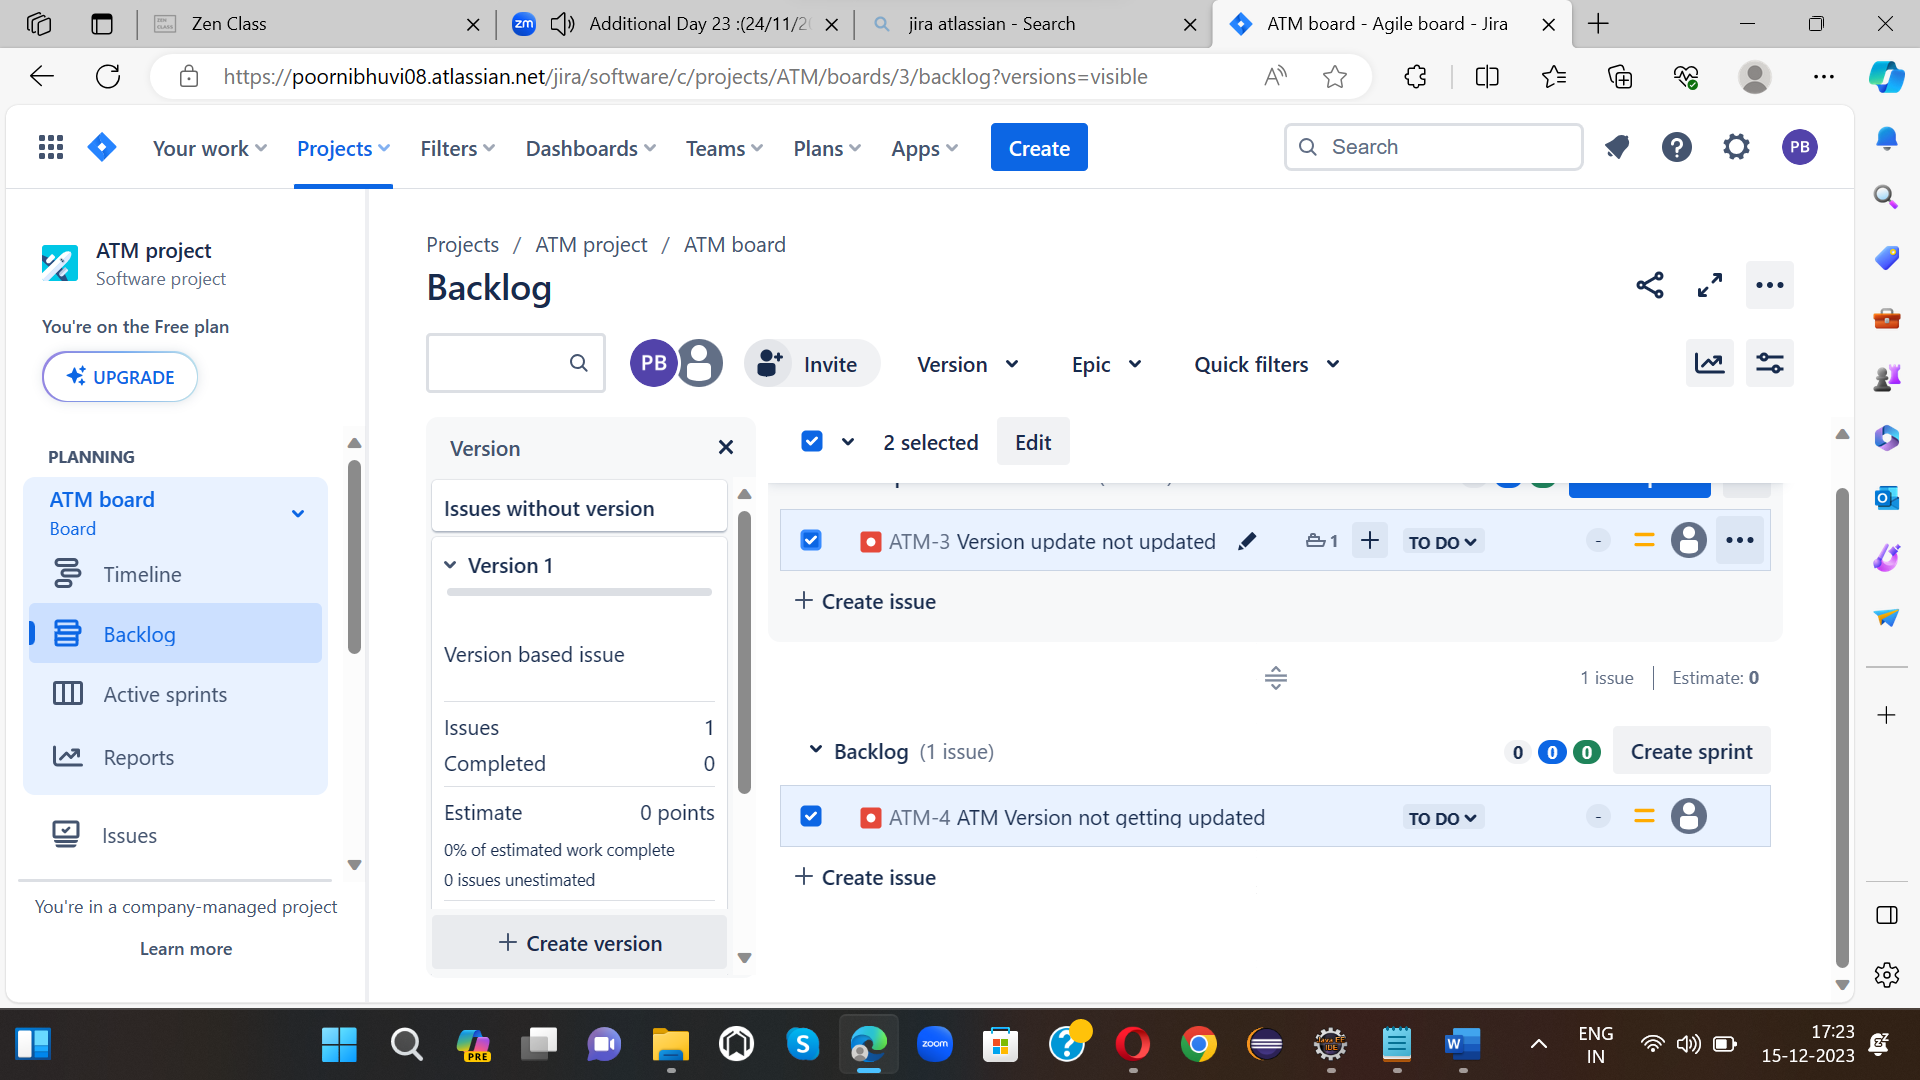 Zen Class
zm
Additional Day 23 :(24/11/20
jira atlassian - Search
ATM board - Agile board - Jira
https://poornibhuvi08.atlassian.net/jira/software/c/projects/ATM/boards/3/backlog?versions=visible
Your work
Projects
Filters
Dashboards
Teams
Plans
Apps
Create
Search
PB
ATM project
Software project
You're on the Free plan
UPGRADE
PLANNING
ATM board
Board
Timeline
Backlog
Active sprints
Reports
Issues
You're in a company-managed project
Learn more
Projects / ATM project / ATM board
Backlog
PB
Invite
Version
Epic
Quick filters
Version
Issues without version
Version 1
Version based issue
Issues 1
Completed 0
Estimate 0 points
0% of estimated work complete
0 issues unestimated
+ Create version
2 selected
Edit
ATM-3 Version update not updated 1 + TO DO - 
+ Create issue
1 issue Estimate: 0
Backlog (1 issue) 0 0 0 Create sprint
ATM-4 ATM Version not getting updated TO DO -
+ Create issue
PRE
zoom
ENG
IN
17:23
15-12-2023